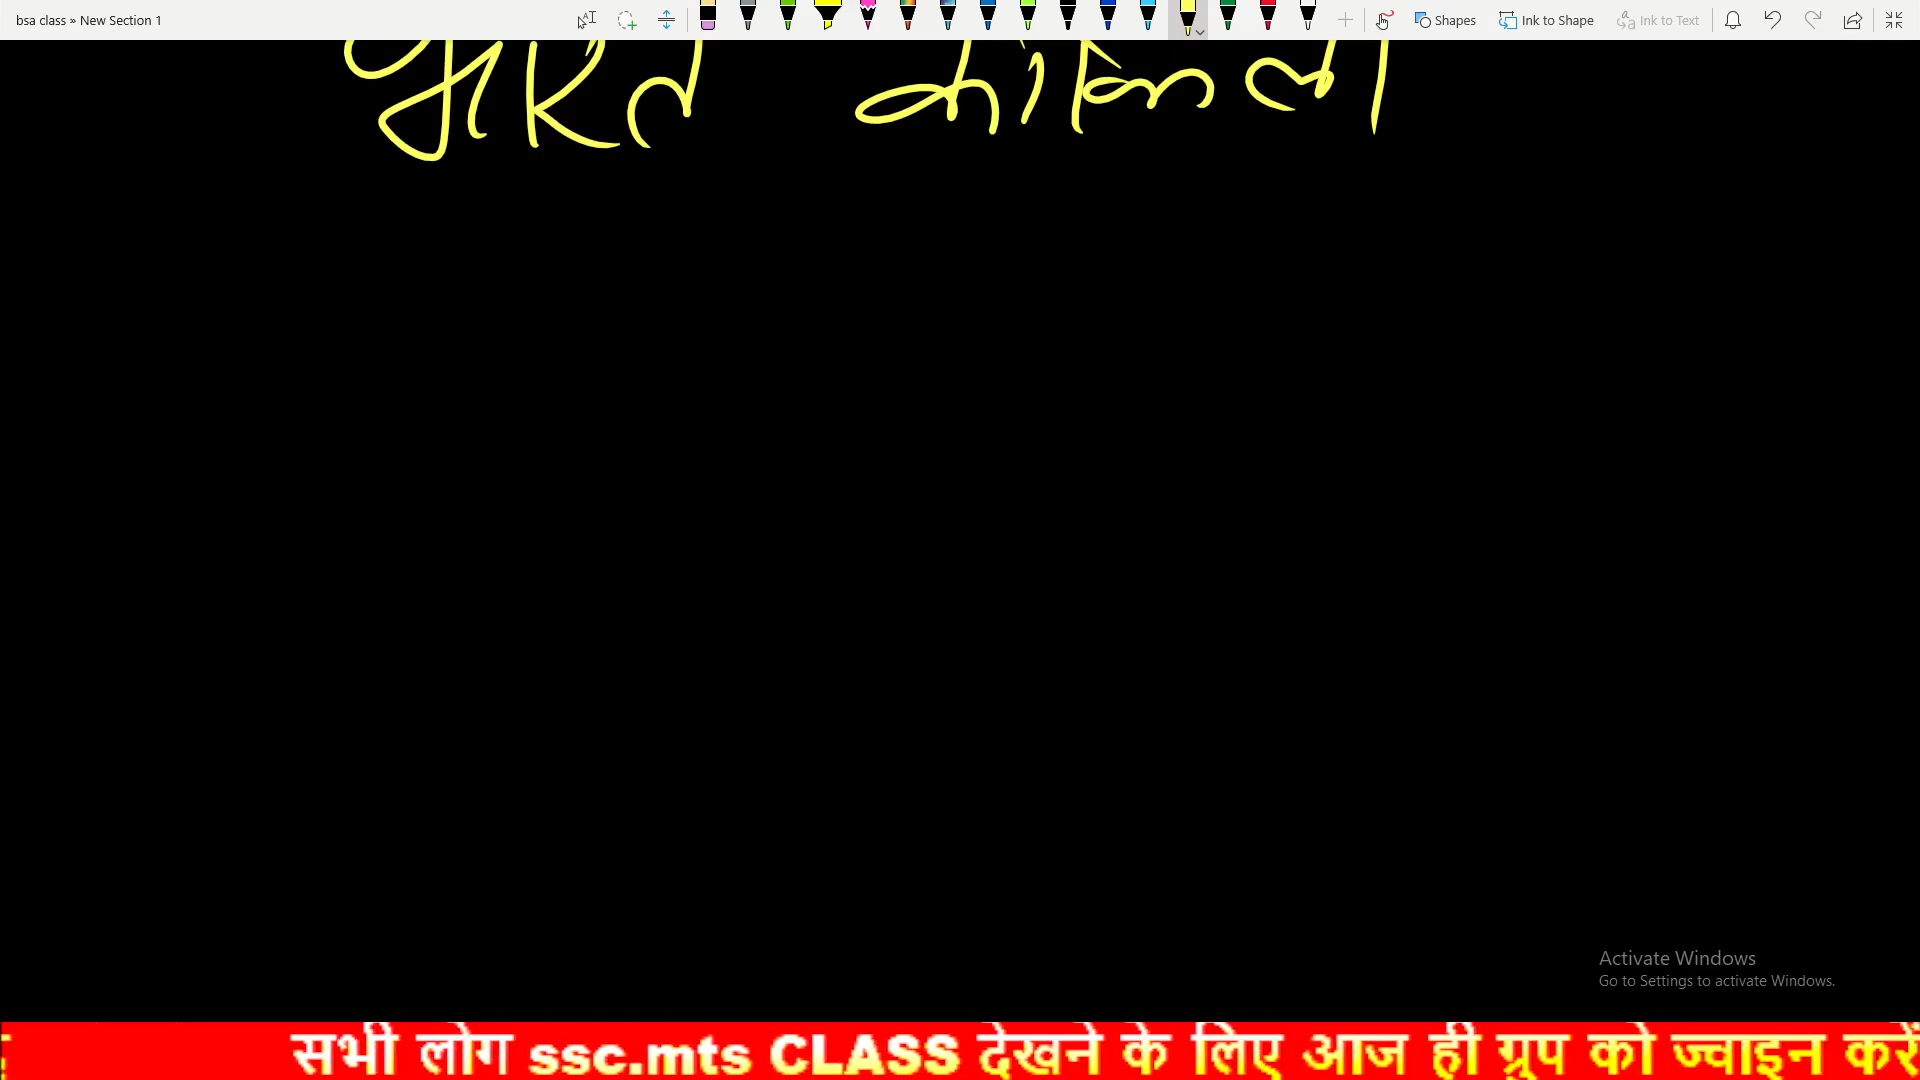 bsa class » New Section 1
Shapes
Ink to Shape
Ink to Text
भारत कोकिला
Activate Windows
Go to Settings to activate Windows.
सभी लोग ssc.mts CLASS देखने के लिए आज ही ग्रुप को ज्वाइन करें